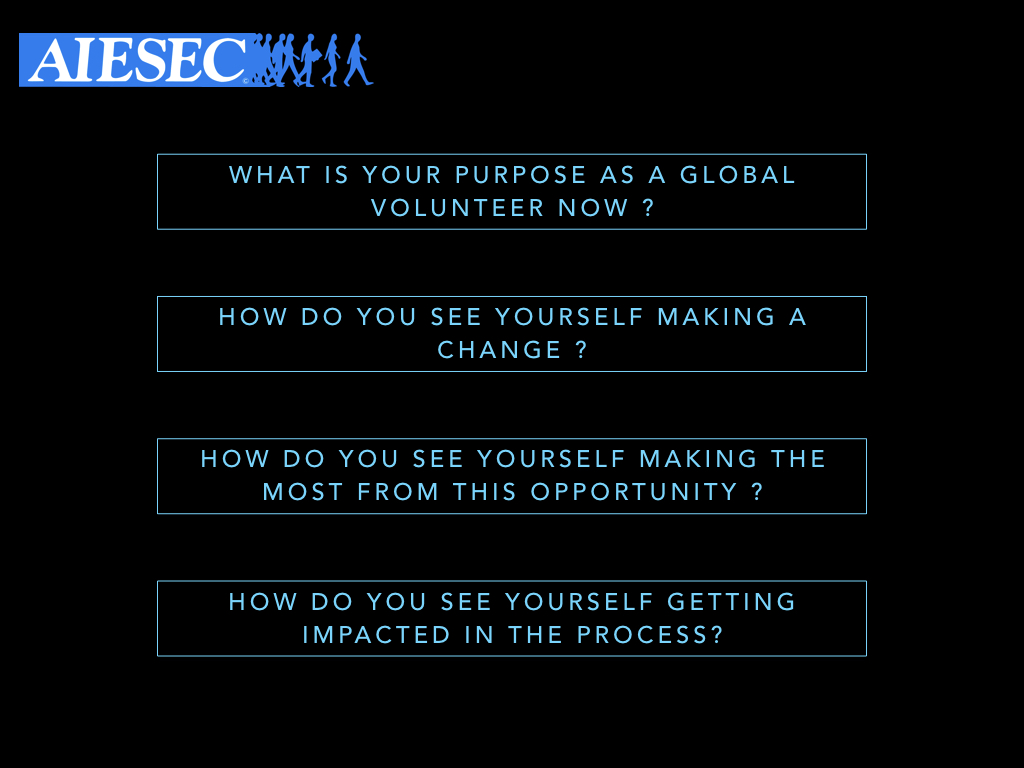 AIESEC
©
WHAT IS YOUR PURPOSE AS A GLOBAL
VOLUNTEER NOW ?
HOW DO YOU SEE YOURSELF MAKING A
CHANGE ?
HOW DO YOU SEE YOURSELF MAKING THE
MOST FROM THIS OPPORTUNITY ?
HOW DO YOU SEE YOURSELF GETTING
IMPACTED IN THE PROCESS?